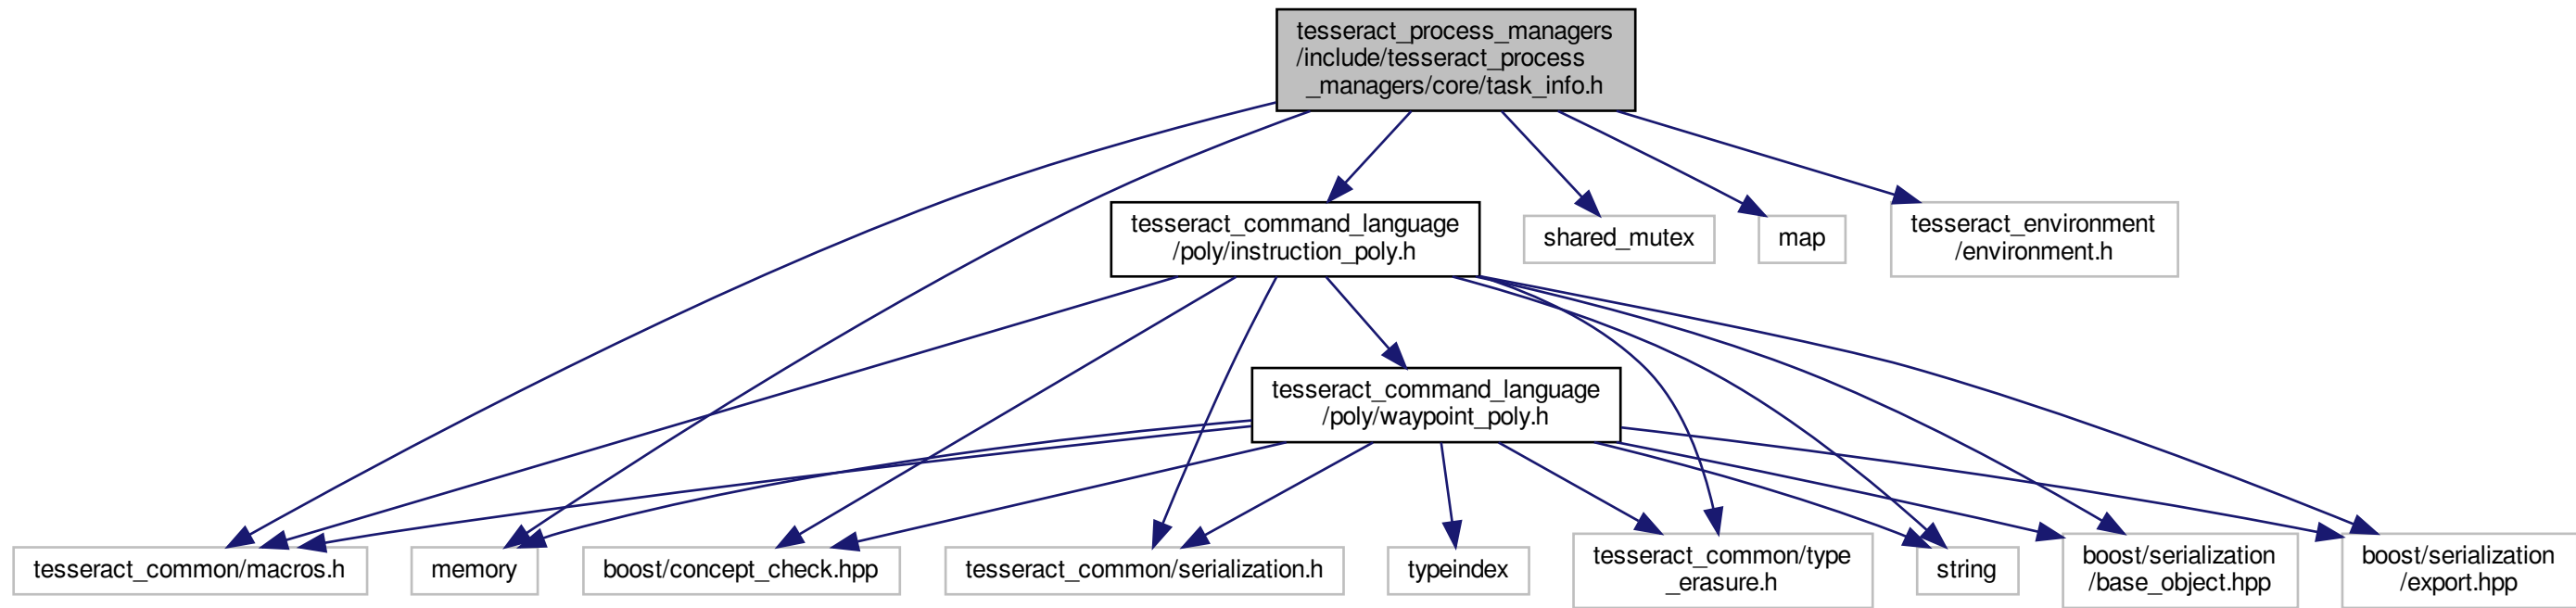 tesseract_process_managers
/include/tesseract_process
_managers/core/task_info.h
tesseract_command_language
/poly/instruction_poly.h
shared_mutex
map
tesseract_environment
/environment.h
tesseract_command_language
/poly/waypoint_poly.h
tesseract_common/macros.h
memory
boost/concept_check.hpp
tesseract_common/serialization.h
typeindex
tesseract_common/type
_erasure.h
string
boost/serialization
/base_object.hpp
boost/serialization
/export.hpp